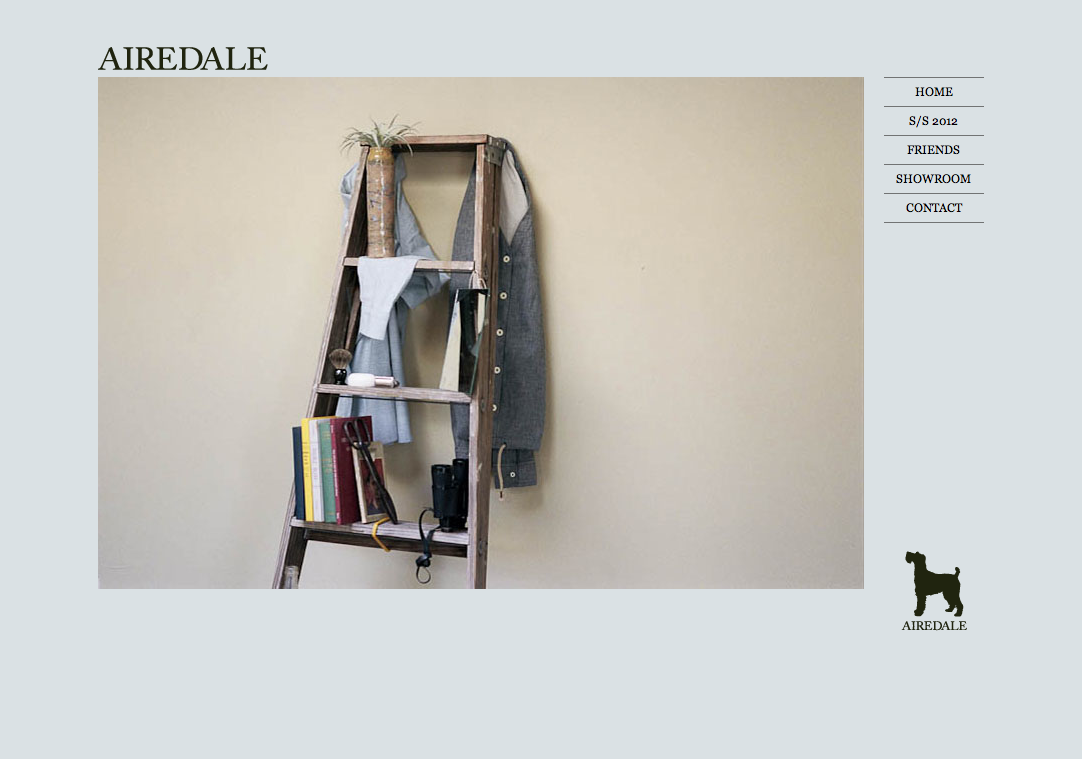 AIREDALE
HOME
S/S 2012
FRIENDS
SHOWROOM
CONTACT
AIREDALE